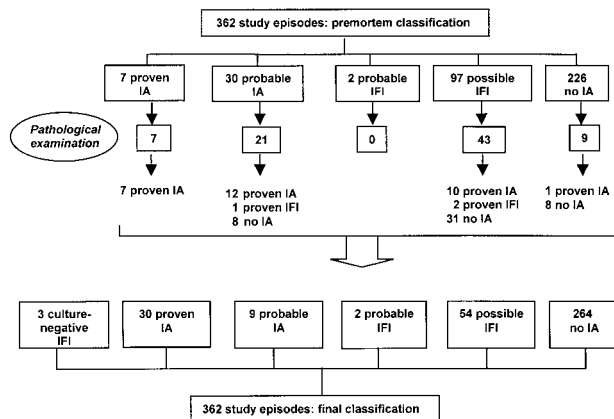 362 study episodes: premortem classification
7 proven
IA
30 probable
IA
2 probable
IFI
97 possible
IFI
226
no IA
Pathological
examination
7
21
0
43
9
7 proven IA
12 proven IA
1 proven IFI
8 no IA
10 proven IA
2 proven IFI
31 no IA
1 proven IA
8 no IA
3 culture-
negative
IFI
30 proven
IA
9 probable
IA
2 probable
IFI
54 possible
IFI
264
no IA
362 study episodes: final classification